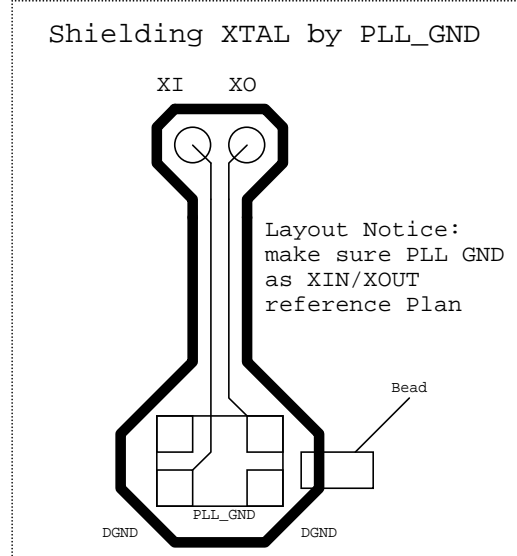 Shielding XTAL by PLL_GND
XI XO
Layout Notice:
make sure PLL GND
as XIN/XOUT
reference Plan
Bead
PLL_GND
DGND DGND